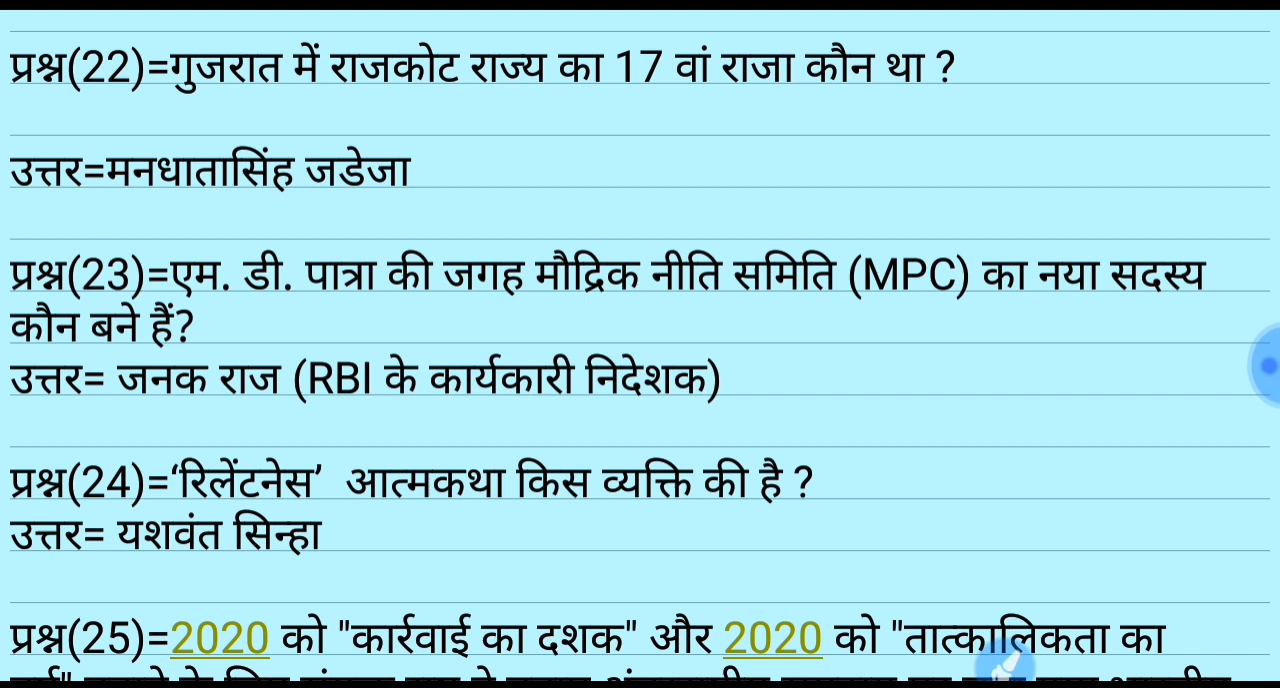 प्रश्न(22)=गुजरात में राजकोट राज्य का 17 वां राजा कौन था ?
उत्तर=मनधातासिंह जडेजा
प्रश्न(23)=एम. डी. पात्रा की जगह मौद्रिक नीति समिति (MPC) का नया सदस्य
कौन बने हैं?
उत्तर= जनक राज (RBI के कार्यकारी निदेशक)
प्रश्न(24)=‘रिलेंटनेस’ आत्मकथा किस व्यक्ति की है ?
उत्तर= यशवंत सिन्हा
प्रश्न(25)=2020 को "कार्रवाई का दशक" और 2020 को "तात्कालिकता का